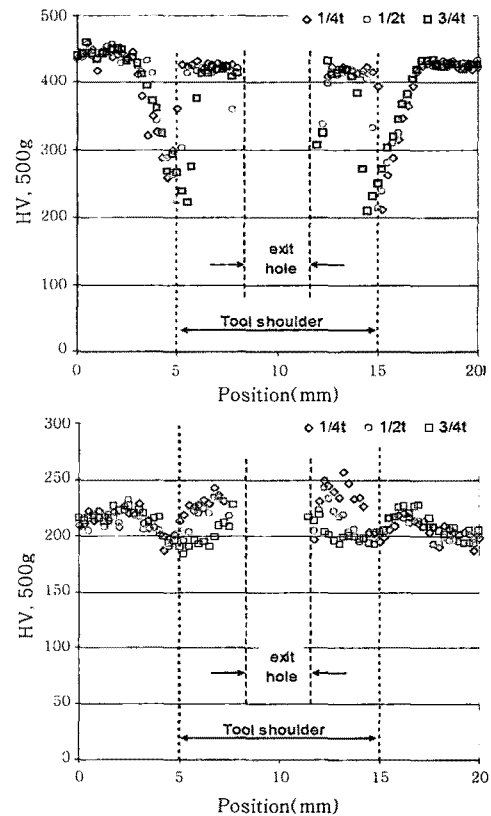 HV, 500g
500
400
300
200
100
0
◇ 1/4t ○ 1/2t □ 3/4t
exit
hole
Tool shoulder
0 5 10 15 20
Position(mm)
HV, 500g
300
250
200
150
100
50
0
◇ 1/4t ○ 1/2t □ 3/4t
exit
hole
Tool shoulder
0 5 10 15 20
Position(mm)